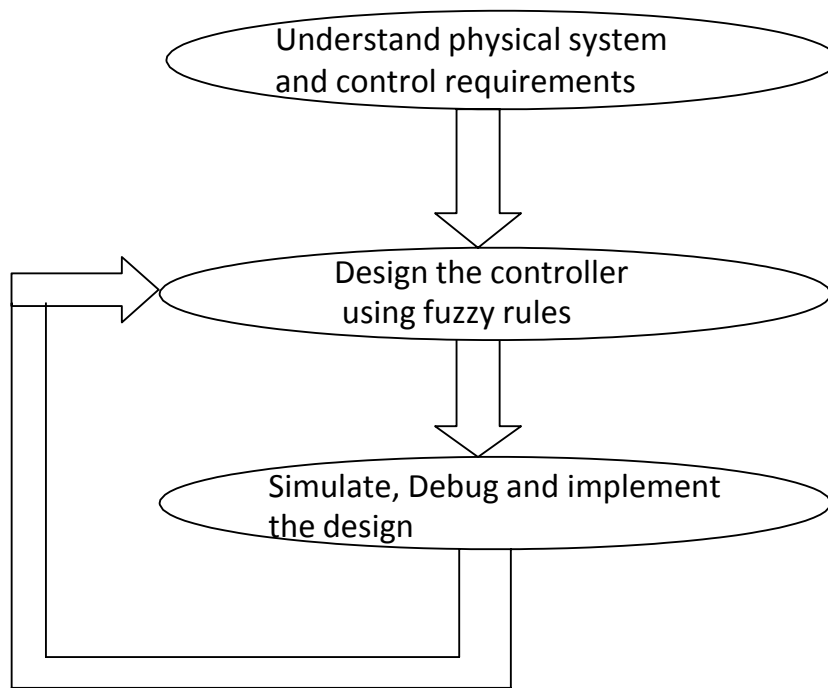 Understand physical system
and control requirements
Design the controller
using fuzzy rules
Simulate, Debug and implement
the design